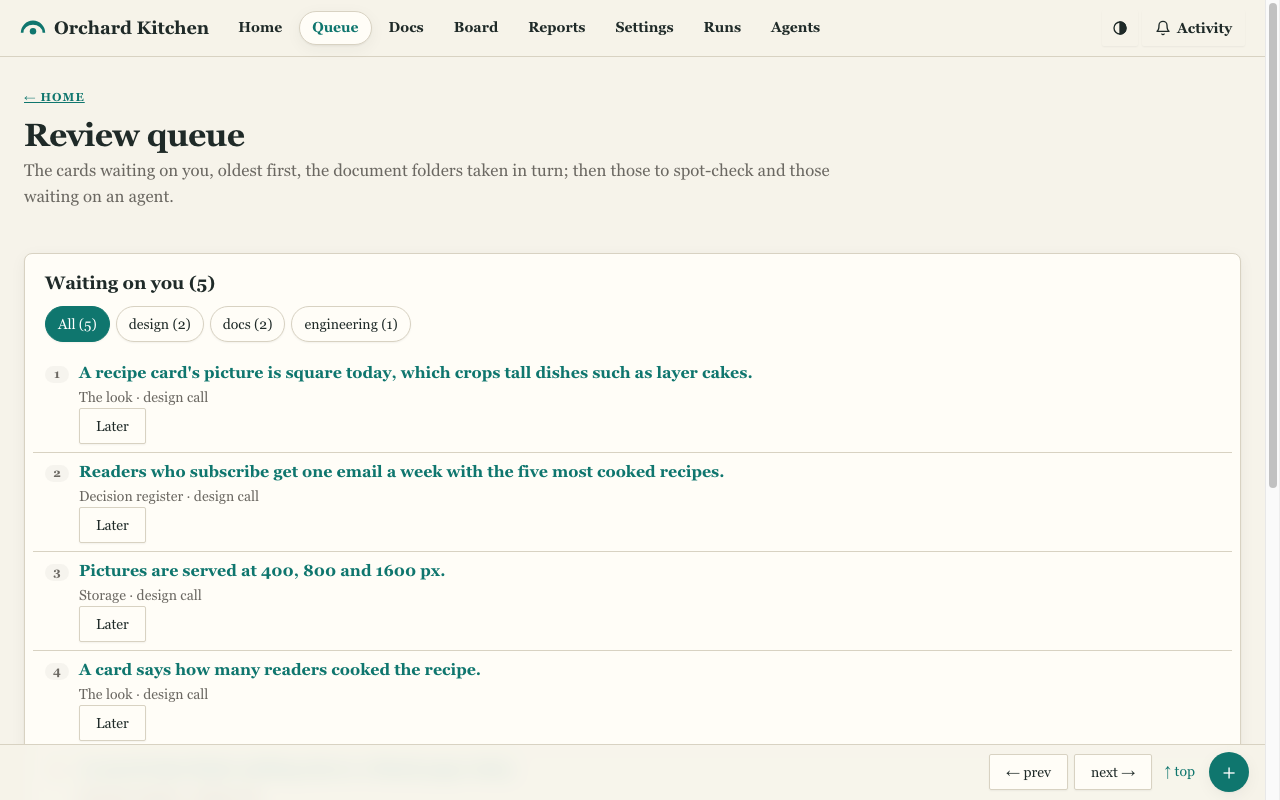 Orchard Kitchen
Home
Queue
Docs
Board
Reports
Settings
Runs
Agents
Activity
← HOME
Review queue
The cards waiting on you, oldest first, the document folders taken in turn; then those to spot-check and those
waiting on an agent.
Waiting on you (5)
All (5)
design (2)
docs (2)
engineering (1)
1
A recipe card's picture is square today, which crops tall dishes such as layer cakes.
The look · design call
Later
2
Readers who subscribe get one email a week with the five most cooked recipes.
Decision register · design call
Later
3
Pictures are served at 400, 800 and 1600 px.
Storage · design call
Later
4
A card says how many readers cooked the recipe.
The look · design call
Later
← prev
next →
↑ top
+